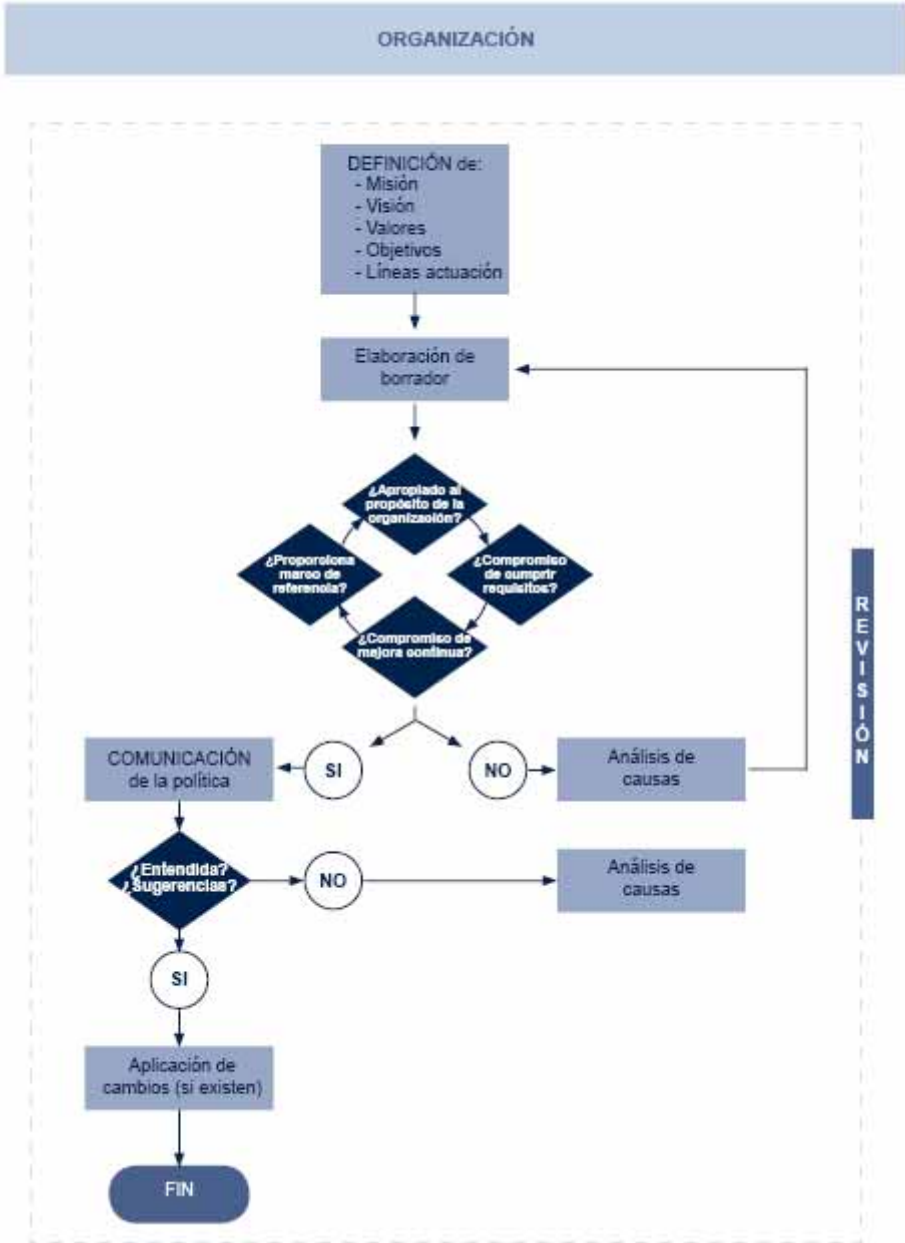 ORGANIZACIÓN
DEFINICIÓN de:
- Misión
- Visión
- Valores
- Objetivos
- Líneas actuación
Elaboración de
borrador
¿Apropiado al
propósito de la
organización?
¿Proporciona
marco de
referencia?
¿Compromiso
de cumplir
requisitos?
¿Compromiso de
mejora continua?
COMUNICACIÓN
de la política
SI
NO
Análisis de
causas
¿Entendida?
¿Sugerencias?
NO
Análisis de
causas
SI
Aplicación de
cambios (si existen)
FIN
REVISIÓN